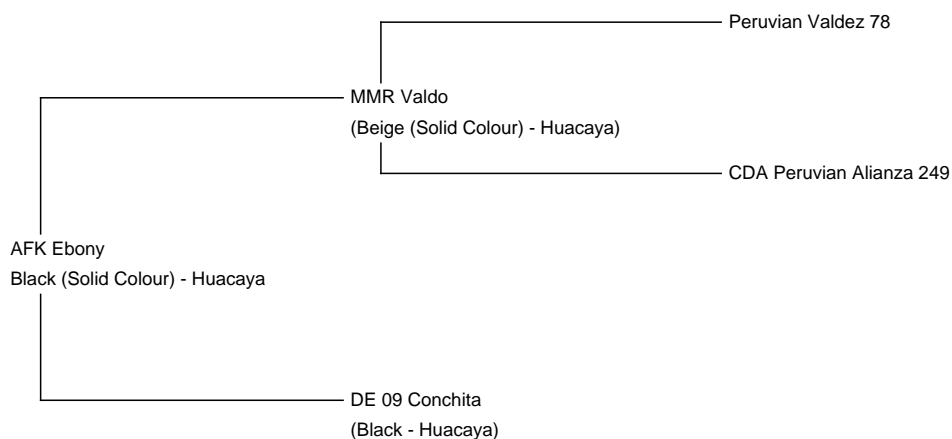 Peruvian Valdez 78
MMR Valdo
(Beige (Solid Colour) - Huacaya)
CDA Peruvian Alianza 249
AFK Ebony
Black (Solid Colour) - Huacaya
DE 09 Conchita
(Black - Huacaya)